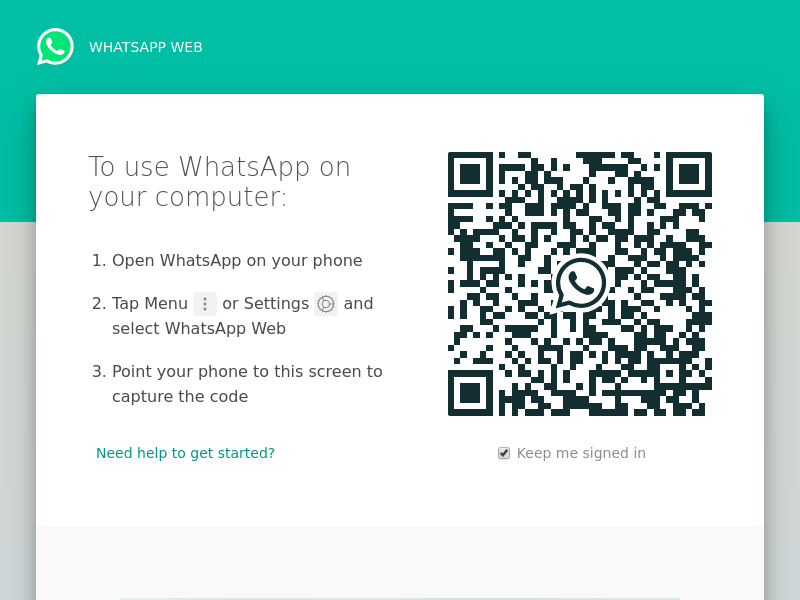 WHATSAPP WEB
To use WhatsApp on
your computer:
1. Open WhatsApp on your phone
2. Tap Menu or Settings and
select WhatsApp Web
3. Point your phone to this screen to
capture the code
Need help to get started?
Keep me signed in